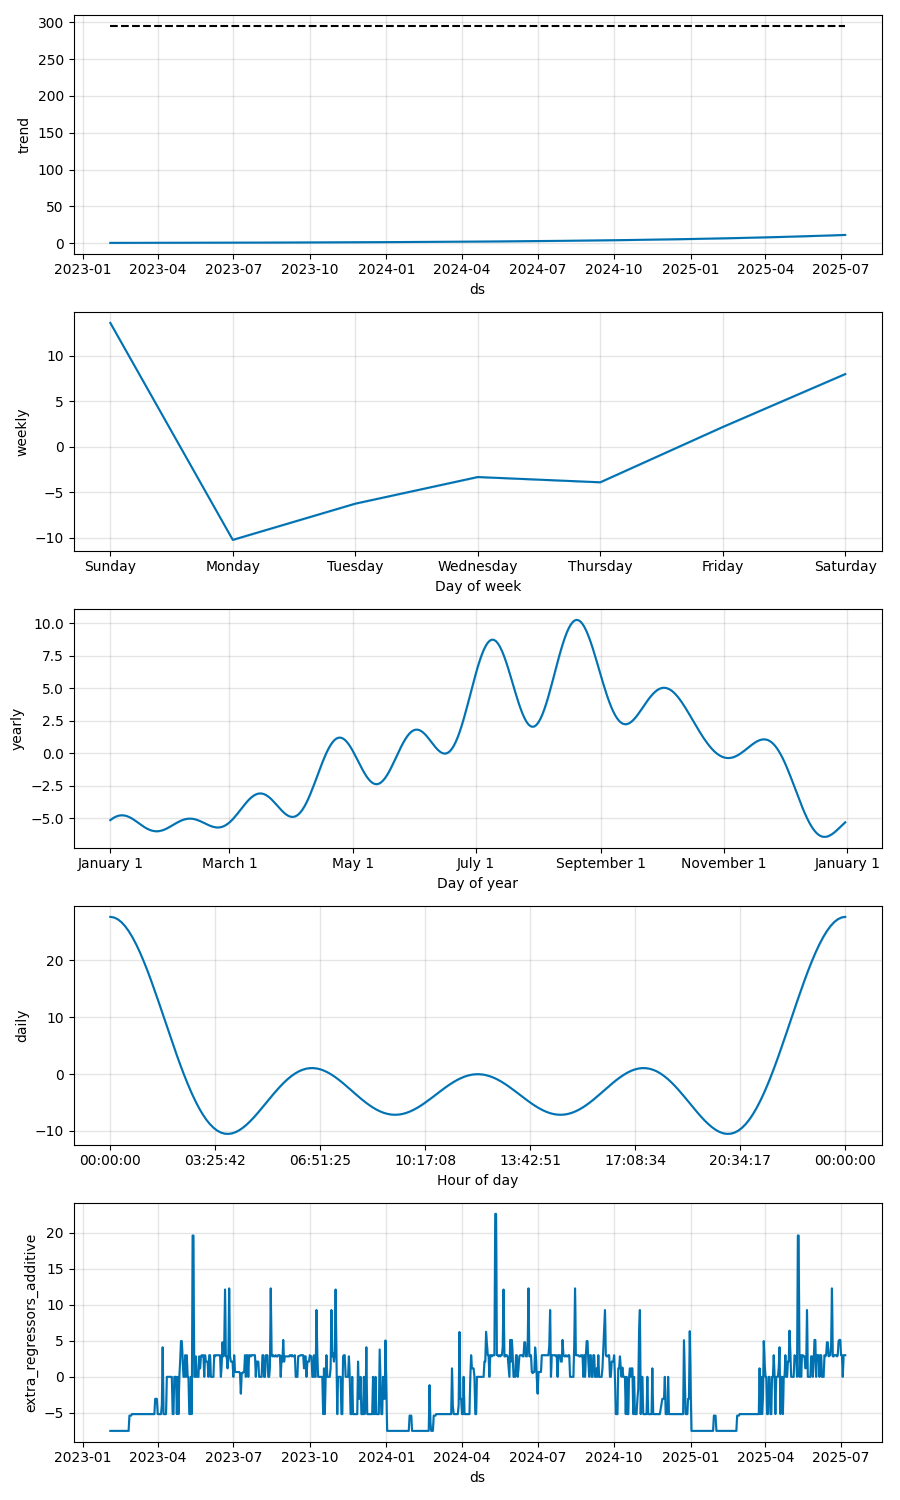 300
250
200
150
100
50
0
trend
2023-01 2023-04 2023-07 2023-10 2024-01 2024-04 2024-07 2024-10 2025-01 2025-04 2025-07
ds
10
5
0
−5
−10
weekly
Sunday Monday Tuesday Wednesday Thursday Friday Saturday
Day of week
10.0
7.5
5.0
2.5
0.0
−2.5
−5.0
yearly
January 1 March 1 May 1 July 1 September 1 November 1 January 1
Day of year
20
10
0
−10
daily
00:00:00 03:25:42 06:51:25 10:17:08 13:42:51 17:08:34 20:34:17 00:00:00
Hour of day
20
15
10
5
0
−5
extra_regressors_additive
2023-01 2023-04 2023-07 2023-10 2024-01 2024-04 2024-07 2024-10 2025-01 2025-04 2025-07
ds